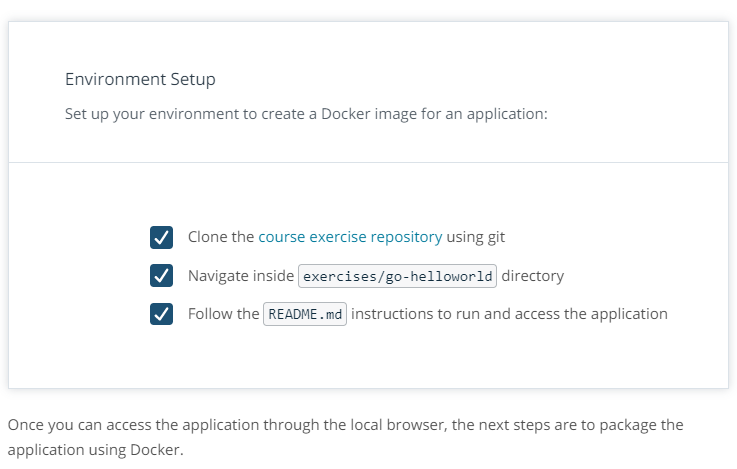 Environment Setup
Set up your environment to create a Docker image for an application:
Clone the course exercise repository using git
Navigate inside exercises/go-helloworld directory
Follow the README.md instructions to run and access the application
Once you can access the application through the local browser, the next steps are to package the
application using Docker.